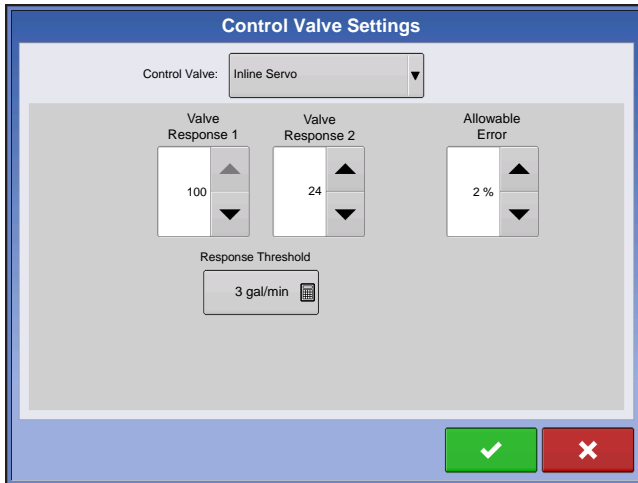 Control Valve Settings
Control Valve:
Inline Servo
Valve
Response 1
Valve
Response 2
Allowable
Error
100
24
2 %
Response Threshold
3 gal/min